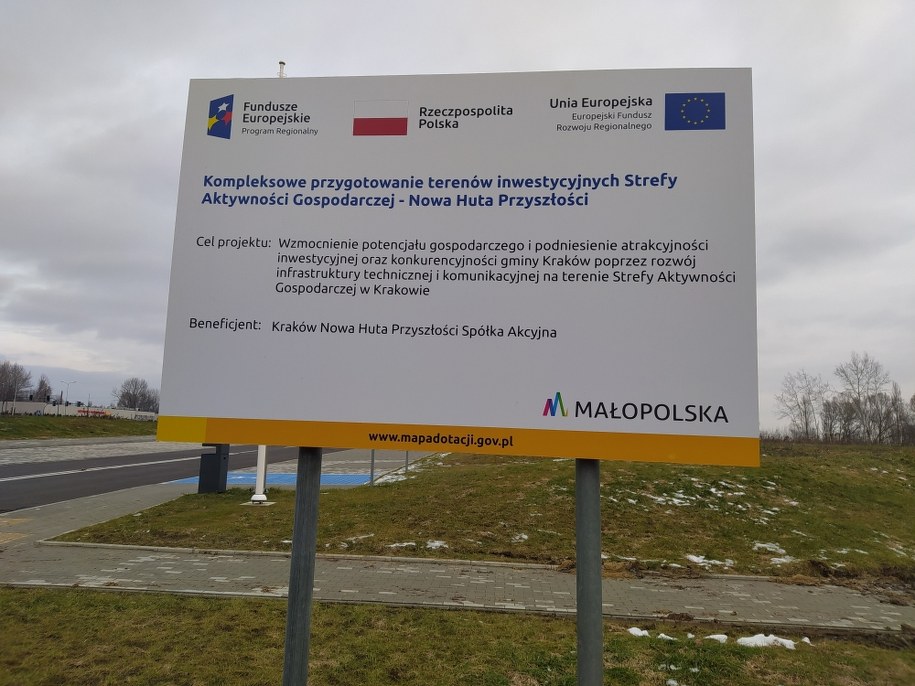 Fundusze
Europejskie
Program Regionalny
Rzeczpospolita
Polska
Unia Europejska
Europejski Fundusz
Rozwoju Regionalnego
Kompleksowe przygotowanie terenów inwestycyjnych Strefy
Aktywności Gospodarczej - Nowa Huta Przyszłości
Cel projektu: Wzmocnienie potencjału gospodarczego i podniesienie atrakcyjności
inwestycyjnej oraz konkurencyjności gminy Kraków poprzez rozwój
infrastruktury technicznej i komunikacyjnej na terenie Strefy Aktywności
Gospodarczej w Krakowie
Beneficjent: Kraków Nowa Huta Przyszłości Spółka Akcyjna
MAŁOPOLSKA
www.mapadotacji.gov.pl